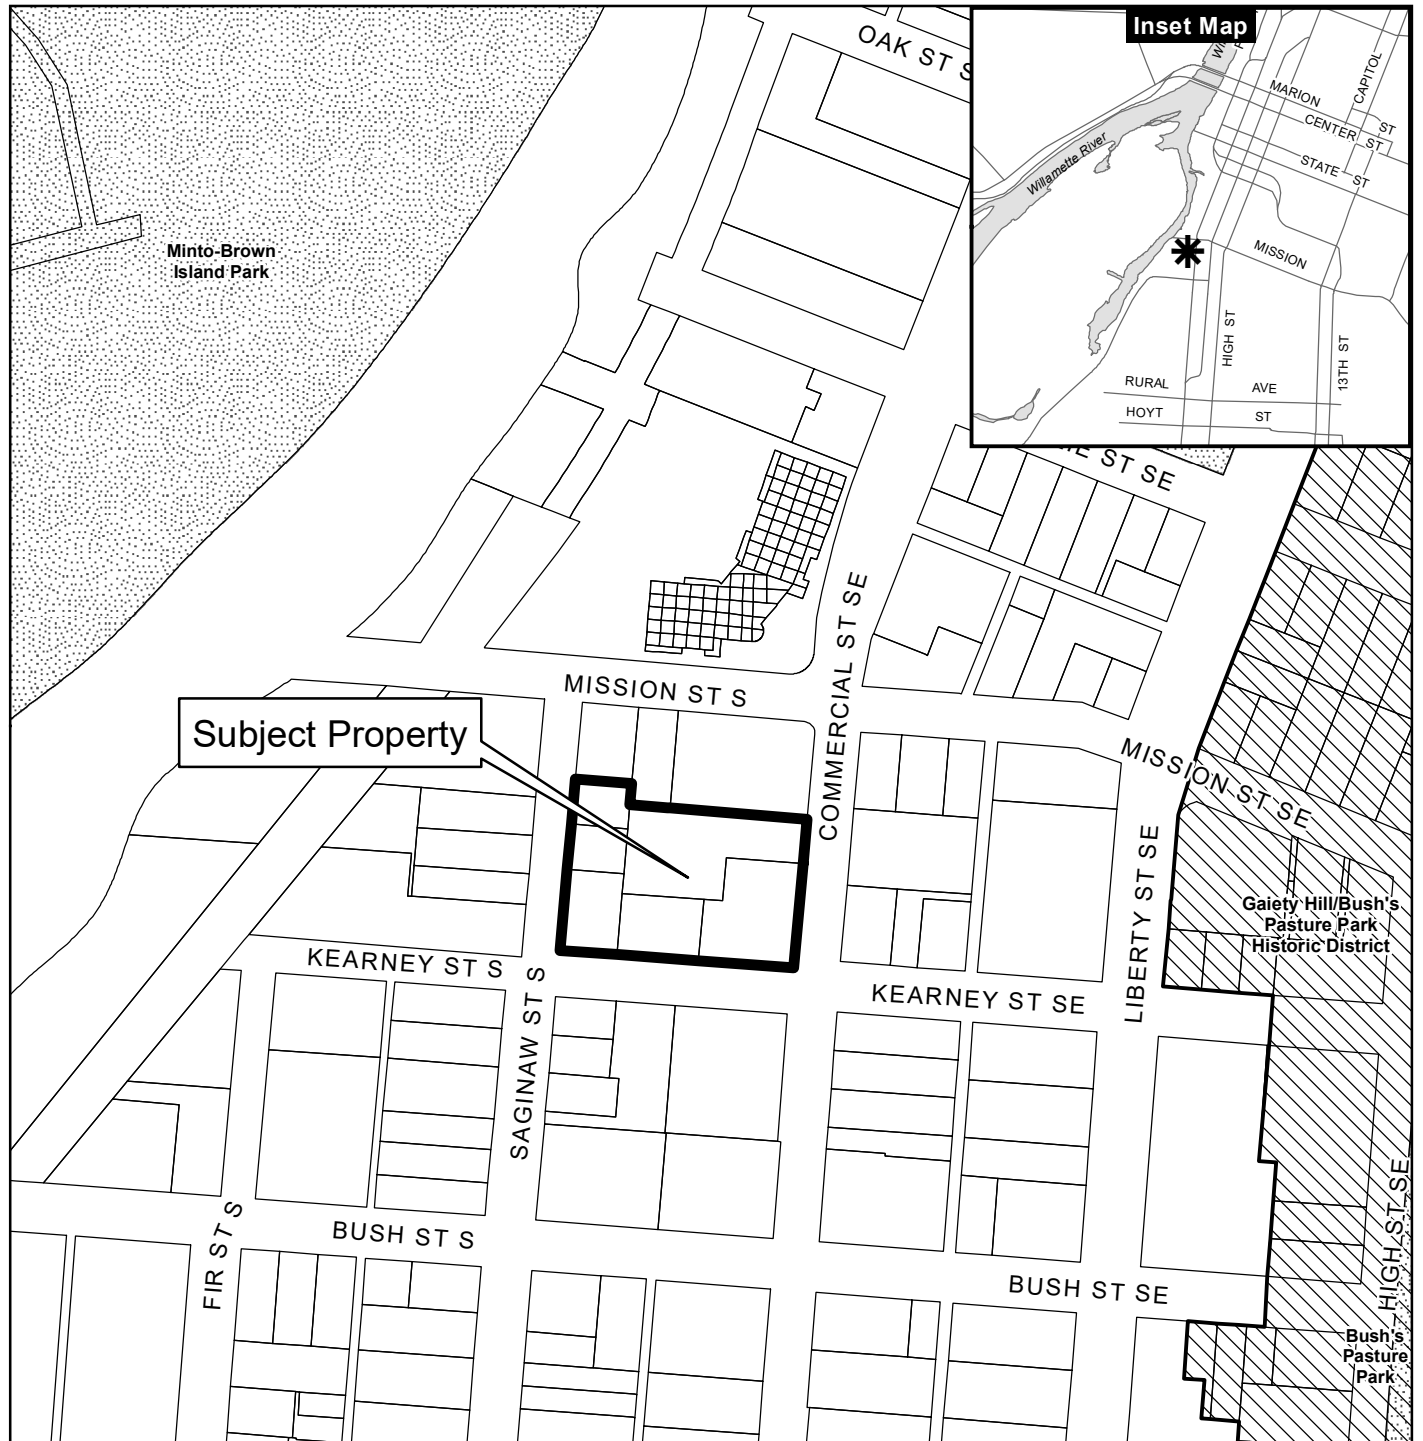 OAK ST S
Inset Map
MARION
CAPITOL
ST
CENTER ST
STATE ST
Willamette River
MISSION
HIGH ST
13TH ST
RURAL AVE
HOYT ST
Minto-Brown
Island Park
ST SE
COMMERCIAL ST SE
MISSION ST S
Subject Property
MISSION ST SE
LIBERTY ST SE
Gaiety Hill/Bush's
Pasture Park
Historic District
KEARNEY ST S
KEARNEY ST SE
SAGINAW ST S
HIGH ST SE
FIR ST S
BUSH ST S
BUSH ST SE
Bush's
Pasture
Park